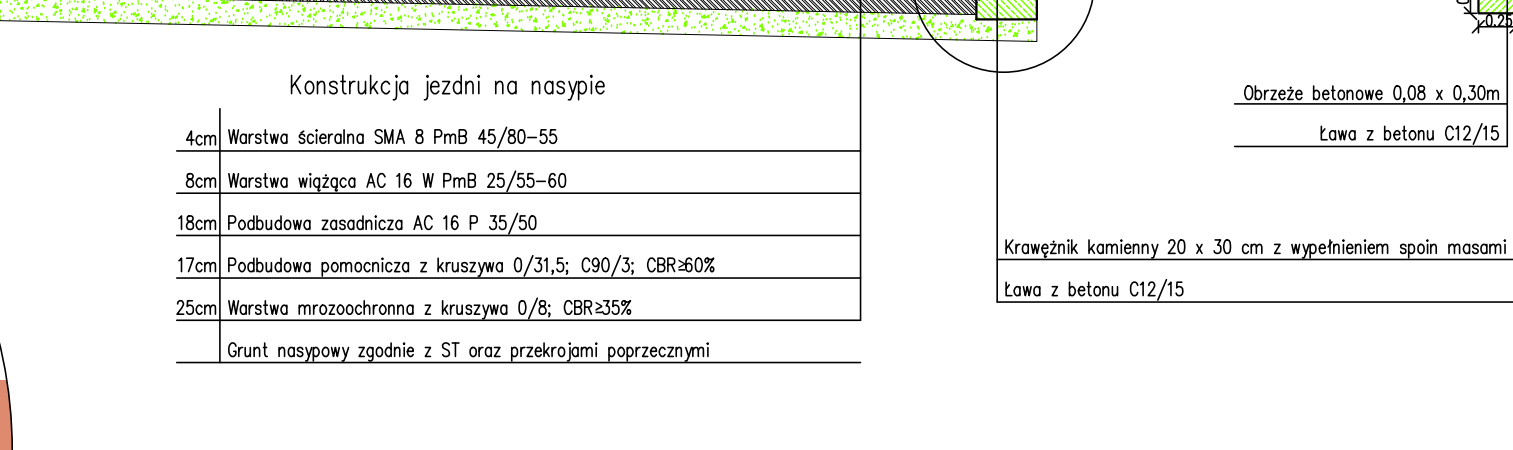 0.25
Konstrukcja jezdni na nasypie
4cm Warstwa ścieralna SMA 8 PmB 45/80-55
8cm Warstwa wiążąca AC 16 W PmB 25/55-60
18cm Podbudowa zasadnicza AC 16 P 35/50
17cm Podbudowa pomocnicza z kruszywa 0/31,5; C90/3; CBR≥60%
25cm Warstwa mrozoochronna z kruszywa 0/8; CBR≥35%
Grunt nasypowy zgodnie z ST oraz przekrojami poprzecznymi
Obrzeże betonowe 0,08 x 0,30m
Ława z betonu C12/15
Krawężnik kamienny 20 x 30 cm z wypełnieniem spoin masami
Ława z betonu C12/15